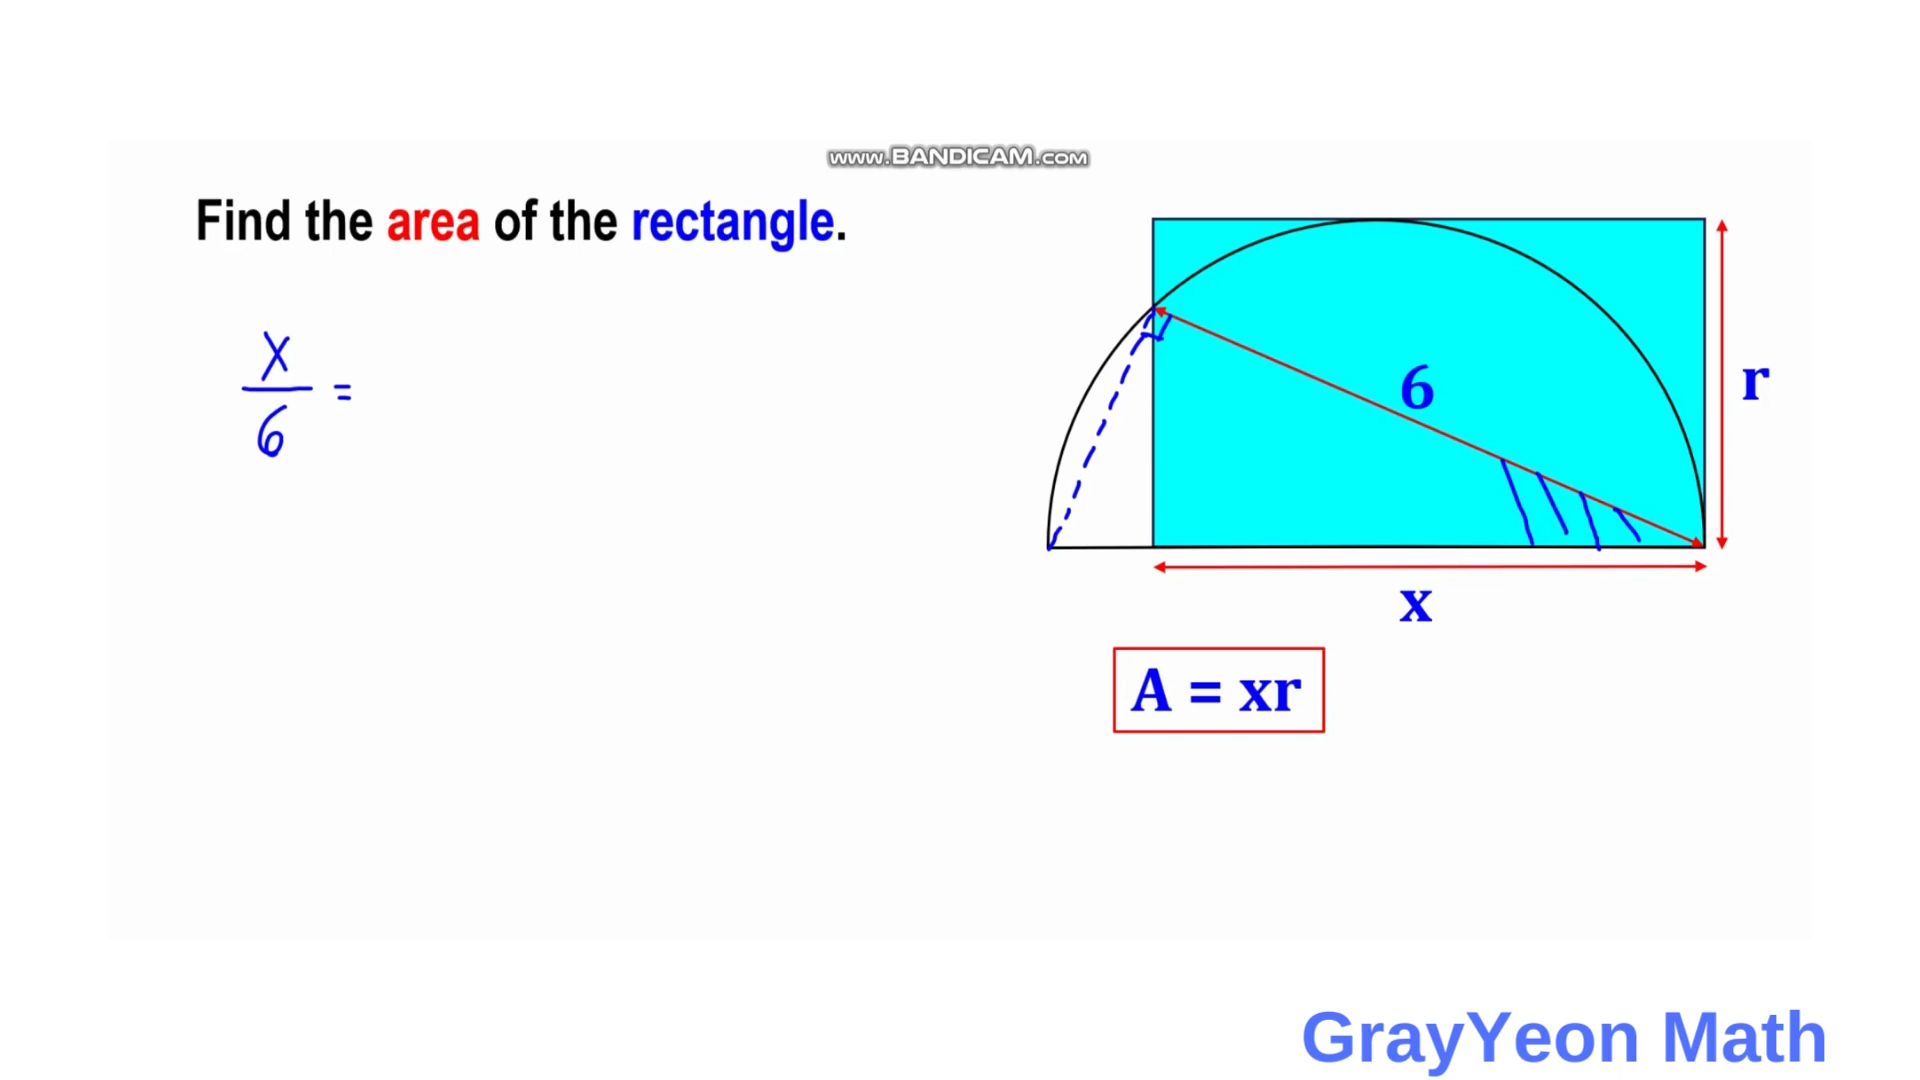 www.BANDICAM.com
Find the area of the rectangle.
x
6
=
6
r
x
A = xr
GrayYeon Math